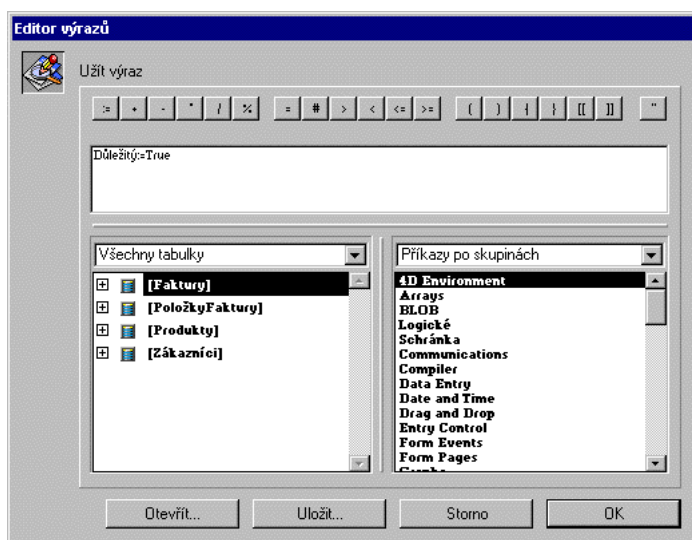 Editor výrazů
Užít výraz
:= + - * / % = # > < <= >= ( ) { } [[ ]] "
Důležitý:=True
Všechny tabulky
[Faktury]
[PoložkyFaktury]
[Produkty]
[Zákazníci]
Příkazy po skupinách
4D Environment
Arrays
BLOB
Logické
Schránka
Communications
Compiler
Data Entry
Date and Time
Drag and Drop
Entry Control
Form Events
Form Pages
Otevřít...
Uložit...
Storno
OK